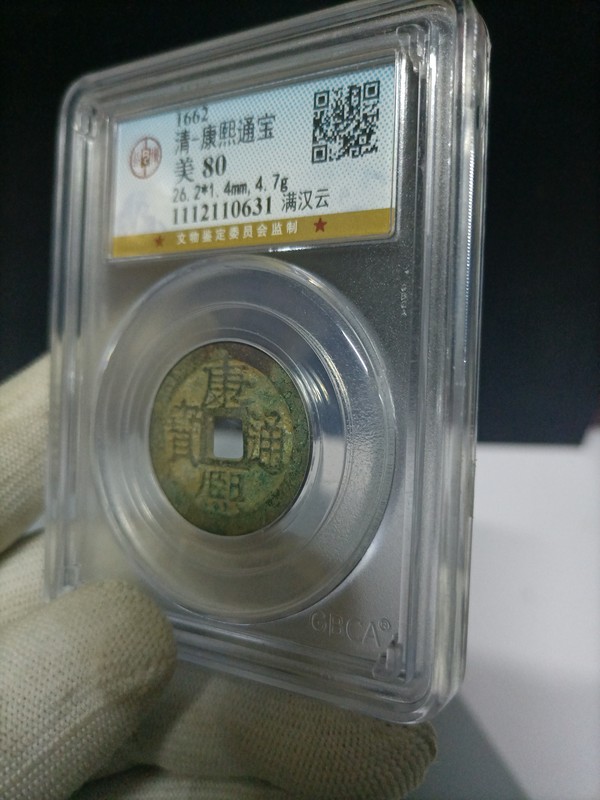 1662
清-康熙通宝
美 80
26.2*1.4mm,4.7g
1112110631 满汉云
★ 文物鉴定委员会监制 ★
康
寶 通
熙
GBCA®